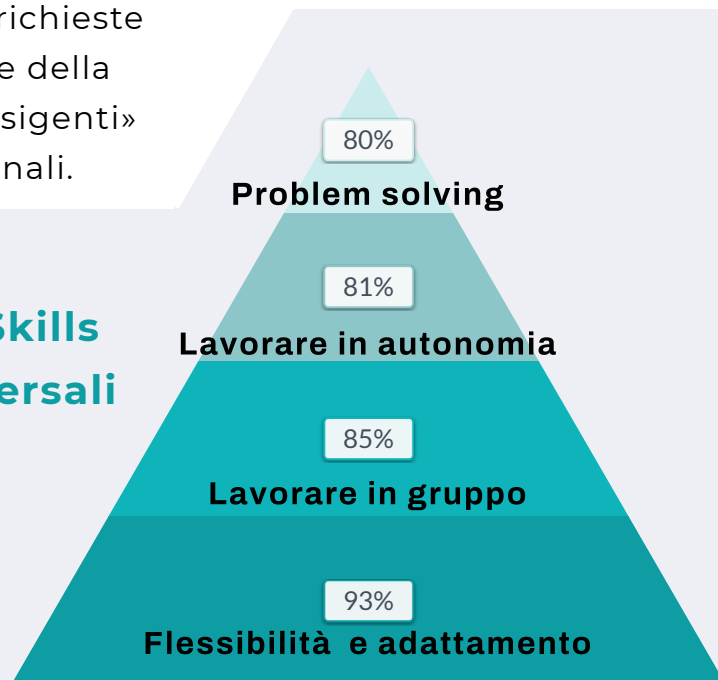 richieste
e della
sigenti»
nali.
Skills
ersali
80%
Problem solving
81%
Lavorare in autonomia
85%
Lavorare in gruppo
93%
Flessibilità e adattamento